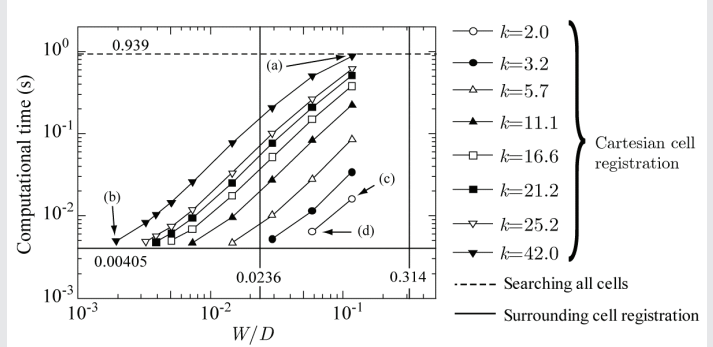 Computational time (s)
10^0
10^-1
10^-2
10^-3
0.939
(a)
(b)
(c)
(d)
0.00405
0.0236
0.314
10^-3
10^-2
10^-1
W/D
k=2.0
k=3.2
k=5.7
k=11.1
k=16.6
k=21.2
k=25.2
k=42.0
Cartesian cell
registration
Searching all cells
Surrounding cell registration